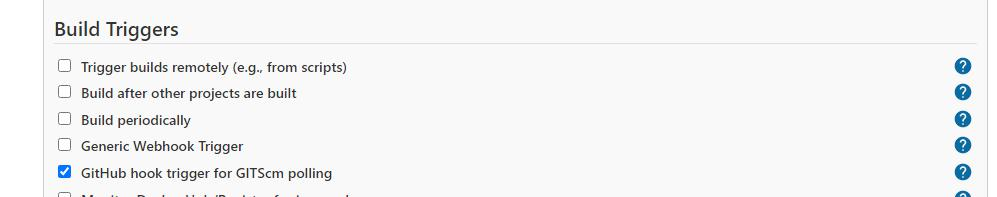 Build Triggers
Trigger builds remotely (e.g., from scripts)
Build after other projects are built
Build periodically
Generic Webhook Trigger
GitHub hook trigger for GITScm polling